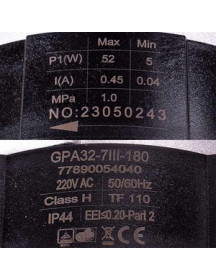 Max Min
P1(W) 52 5
I(A) 0.45 0.04
MPa 1.0
NO:23050243
GPA32-7III-180
77890054040
220V AC 50/60Hz
Class H TF 110
IP44 EEI≤0.20-Part 2